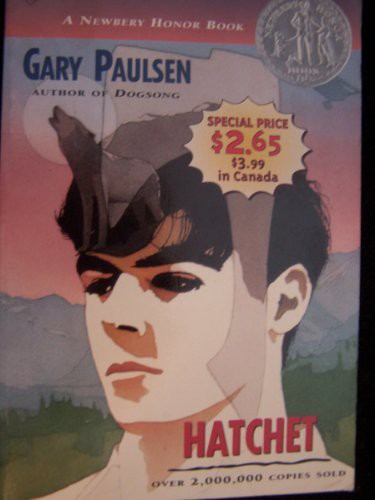 A NEWBERY HONOR BOOK
GARY PAULSEN
AUTHOR OF DOGSONG
SPECIAL PRICE
$2.65
$3.99
in Canada
HATCHET
OVER 2,000,000 COPIES SOLD